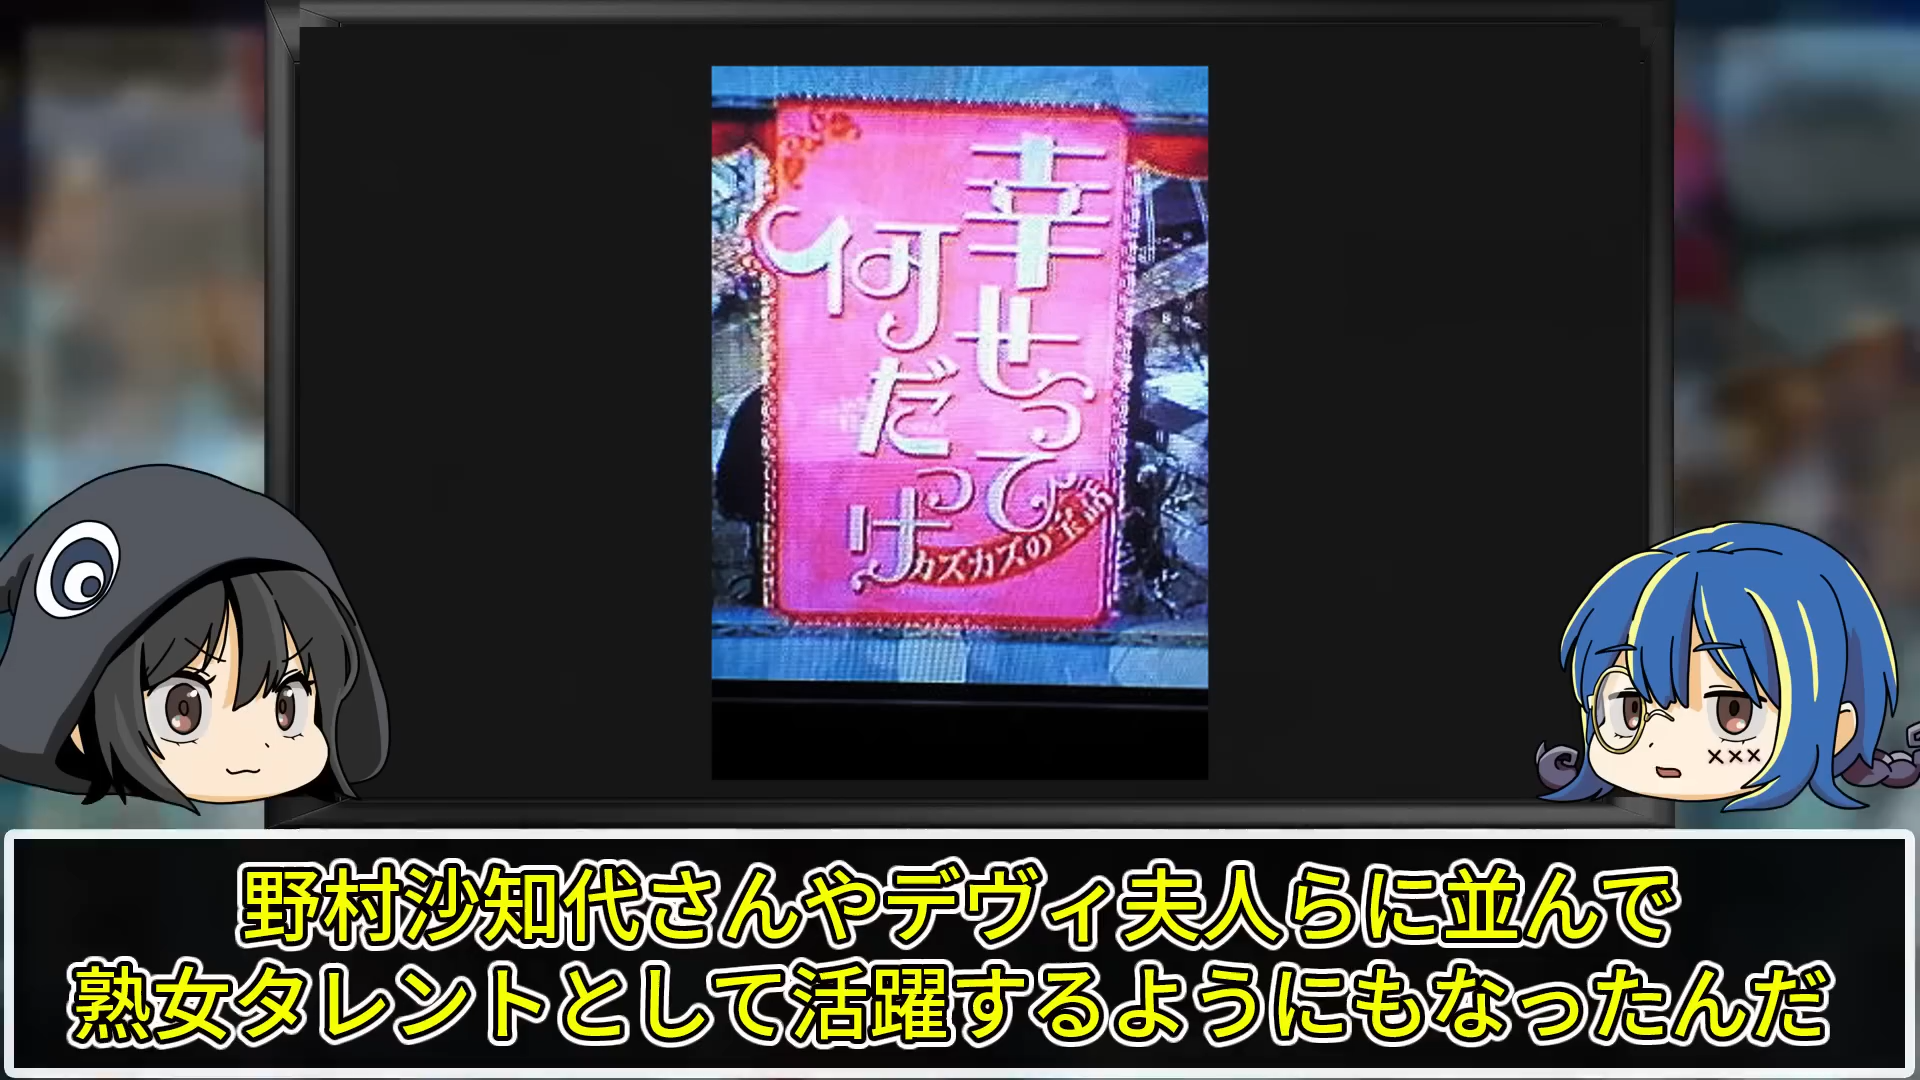 幸せって
何だっけ
カズカズの宝話
野村沙知代さんやデヴィ夫人らに並んで
熟女タレントとして活躍するようにもなったんだ